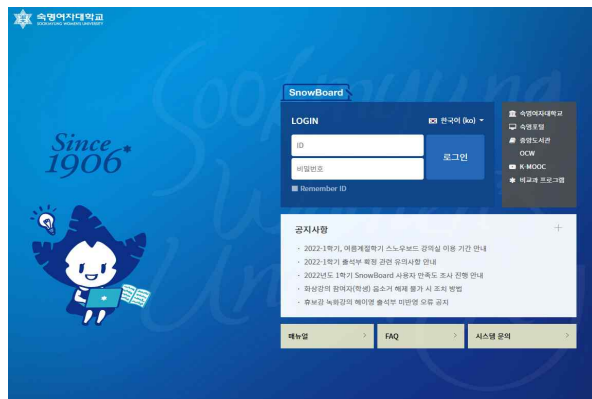 숙명여자대학교
SOOKMYUNG WOMEN'S UNIVERSITY
Since
1906
SnowBoard
LOGIN
한국어 (ko)
ID
비밀번호
로그인
Remember ID
숙명여자대학교
숙명포털
중앙도서관
OCW
K-MOOC
비교과 프로그램
공지사항
· 2022-1학기, 여름계절학기 스노우보드 강의실 이용 기간 안내
· 2022-1학기 출석부 확정 관련 유의사항 안내
· 2022년도 1학기 SnowBoard 사용자 만족도 조사 진행 안내
· 화상강의 참여자(학생) 음소거 해제 불가 시 조치 방법
· 휴보강 녹화강의 헤이영 출석부 미반영 오류 공지
매뉴얼
FAQ
시스템 문의